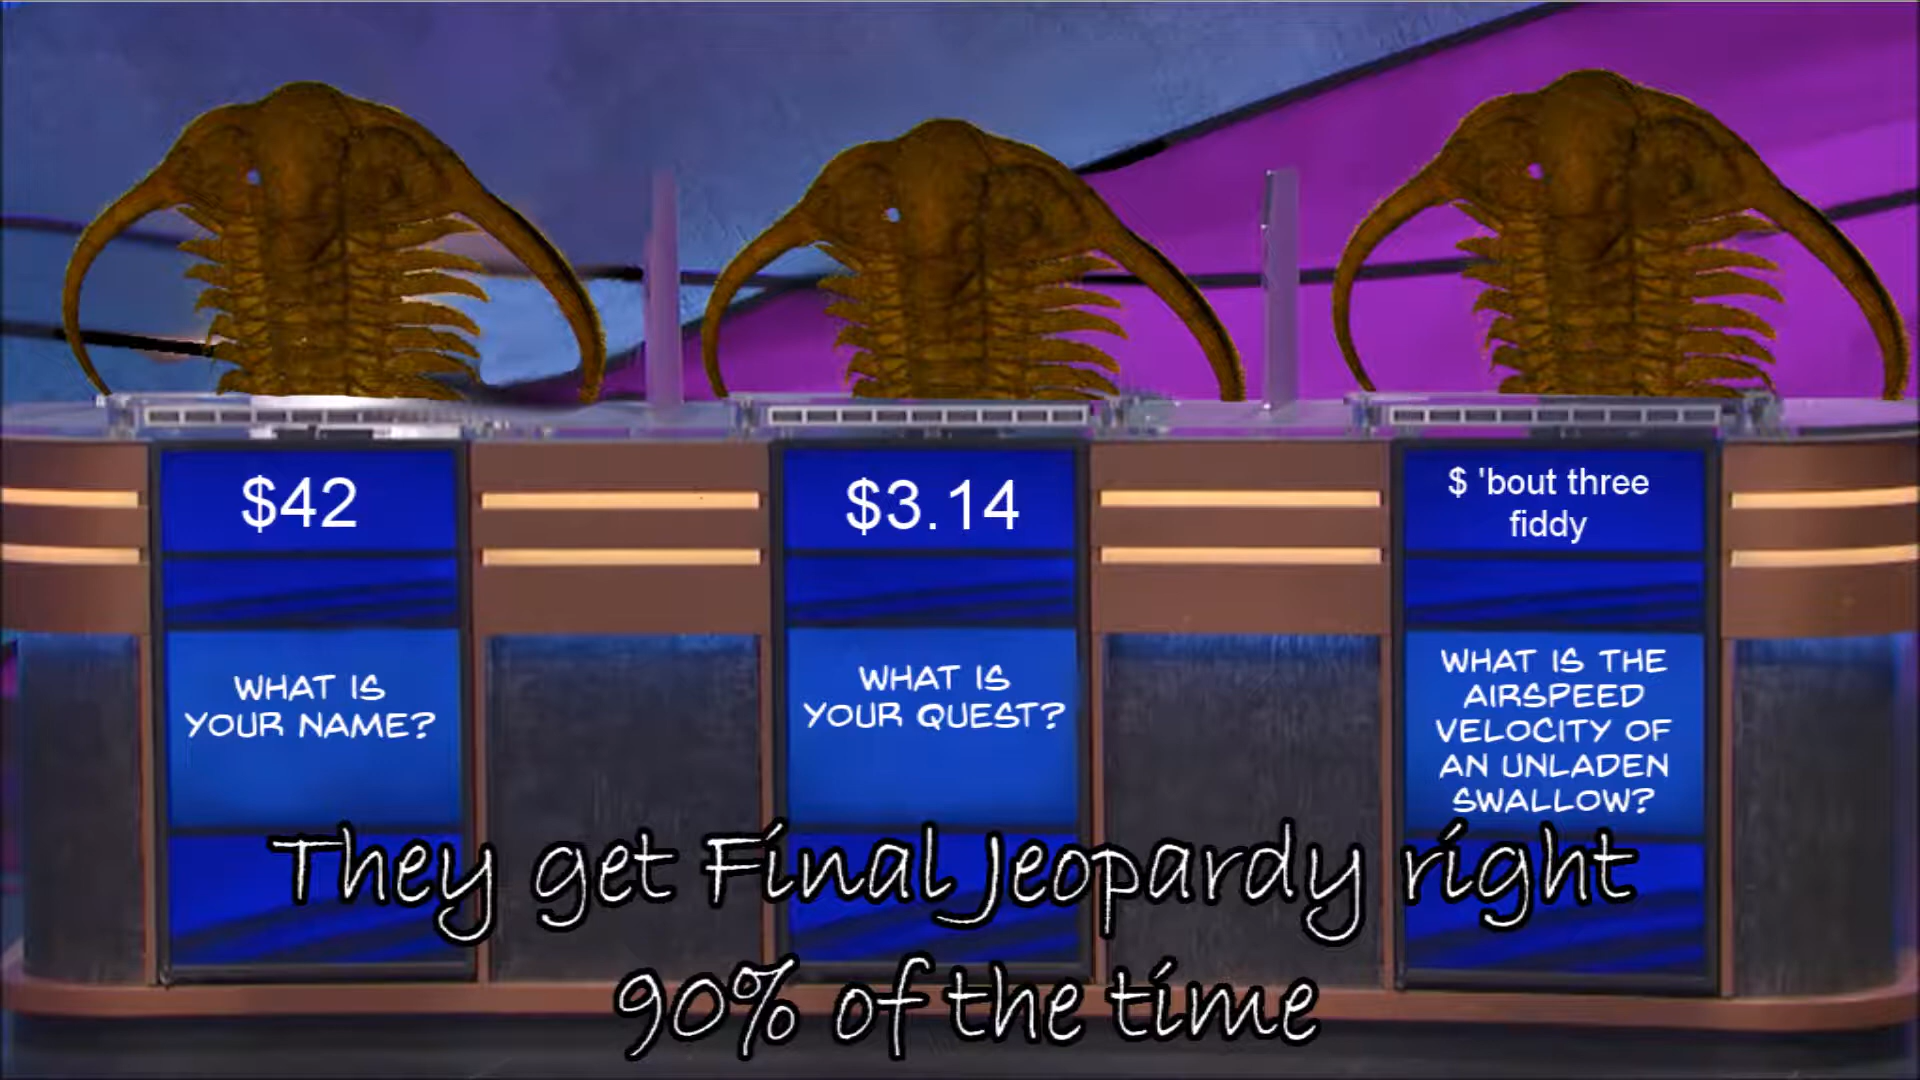 $42
$3.14
$ 'bout three
fiddy
WHAT IS
YOUR NAME?
WHAT IS
YOUR QUEST?
WHAT IS THE
AIRSPEED
VELOCITY OF
AN UNLADEN
SWALLOW?
They get Final Jeopardy right
90% of the time